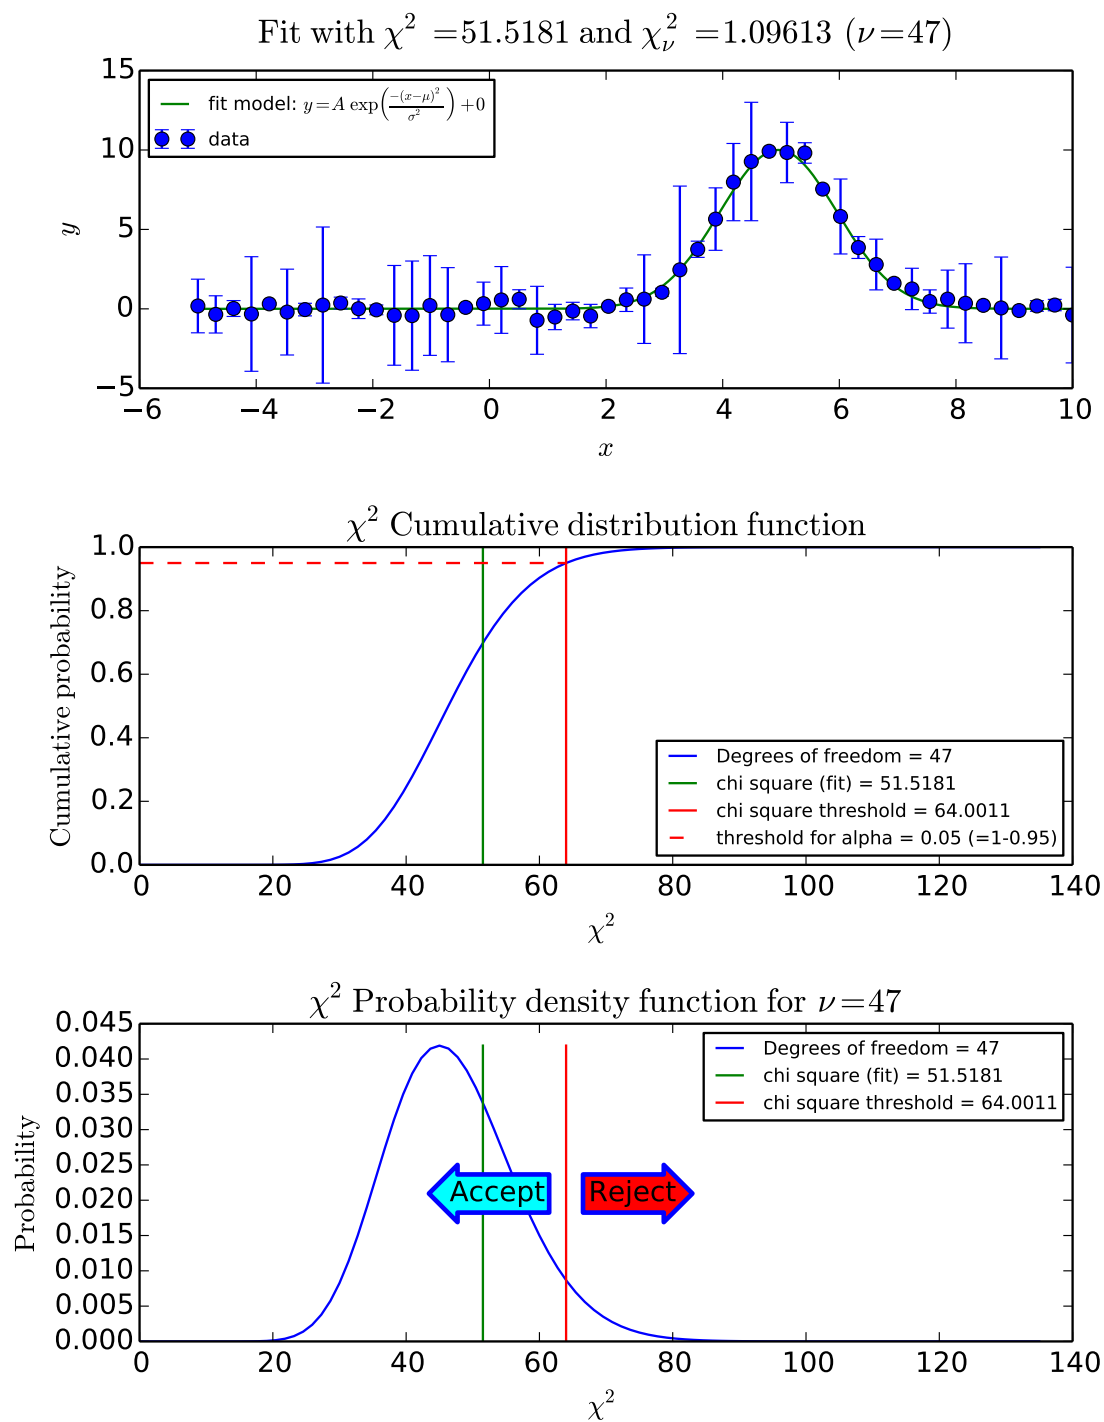 Fit with χ² =51.5181 and χᵥ² =1.09613 (ν=47)
15
10
5
0
−5
y
fit model: y=A exp(−(x−μ)²/σ²)+0
data
−6 −4 −2 0 2 4 6 8 10
x
χ² Cumulative distribution function
1.0
0.8
0.6
0.4
0.2
0.0
Cumulative probability
Degrees of freedom = 47
chi square (fit) = 51.5181
chi square threshold = 64.0011
threshold for alpha = 0.05 (=1-0.95)
0 20 40 60 80 100 120 140
χ²
χ² Probability density function for ν=47
0.045
0.040
0.035
0.030
0.025
0.020
0.015
0.010
0.005
0.000
Probability
Degrees of freedom = 47
chi square (fit) = 51.5181
chi square threshold = 64.0011
Accept Reject
0 20 40 60 80 100 120 140
χ²